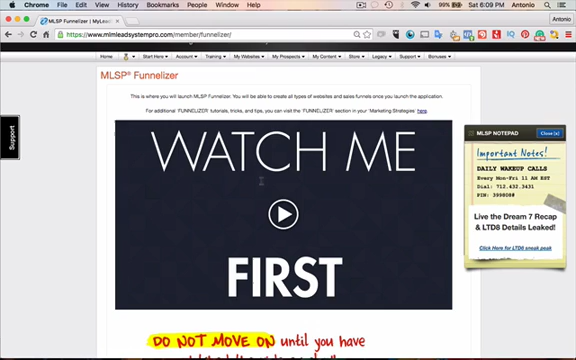 Chrome File Edit View History Bookmarks People Window Help
99% Sat 6:09 PM Antonio
MLSP Funnelizer | MyLea
Antonio
https://www.mlmleadsystempro.com/member/funnelizer/
Home Start Here Account Training My Websites My Prospects My Content Store Legacy Support Bonuses
MLSP® Funnelizer
This is where you will launch MLSP Funnelizer. You will be able to create all types of websites and sales funnels once you launch the application.
For additional 'FUNNELIZER' tutorials, tricks, and tips, you can visit the 'FUNNELIZER' section in your 'Marketing Strategies' here.
Support
WATCH ME
FIRST
DO NOT MOVE ON until you have
MLSP NOTEPAD Close [x]
Important Notes!
DAILY WAKEUP CALLS
Every Mon-Fri 11 AM EST
Dial: 712.432.3431
PIN: 399808#
Live the Dream 7 Recap
& LTD8 Details Leaked!
Click Here for LTD8 sneak peak